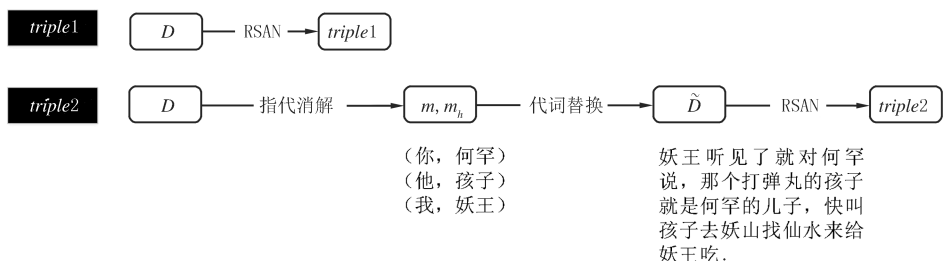 triple1 D RSAN triple1
triple2 D 指代消解 m, m_h 代词替换 D̃ RSAN triple2
(你, 何罕)
(他, 孩子)
(我, 妖王)
妖王听见了就对何罕
说, 那个打弹丸的孩子
就是何罕的儿子, 快叫
孩子去妖山找仙水来给
妖王吃.